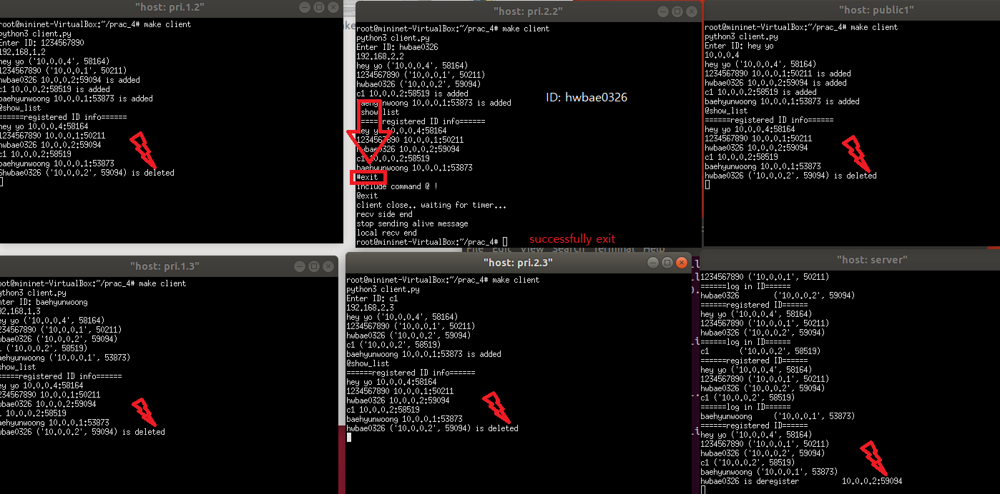 "host: pri.1.2"
root@mininet-VirtualBox:~/prac_4# make client
python3 client.py
Enter ID: 1234567890
192.168.1.2
hey yo ('10.0.0.4', 58164)
1234567890 ('10.0.0.1', 50211)
hwbae0326 10.0.0.2:59094 is added
c1 10.0.0.2:58519 is added
baehyunwoong 10.0.0.1:53873 is added
@show_list
======registered ID info======
hey yo 10.0.0.4:58164
1234567890 10.0.0.1:50211
hwbae0326 10.0.0.2:59094
c1 10.0.0.2:58519
baehyunwoong 10.0.0.1:53873
6hwbae0326 ('10.0.0.2', 59094) is deleted
"host: pri.2.2"
root@mininet-VirtualBox:~/prac_4# make client
python3 client.py
Enter ID: hwbae0326
192.168.2.2
hey yo ('10.0.0.4', 58164)
1234567890 ('10.0.0.1', 50211)
hwbae0326 ('10.0.0.2', 59094)
c1 10.0.0.2:58519 is added
baehyunwoong 10.0.0.1:53873 is added
ID: hwbae0326
show list
registered ID info======
hey yo 10.0.0.4:58164
1234567890 10.0.0.1:50211
hwbae0326 10.0.0.2:59094
c1 10.0.0.2:58519
baehyunwoong 10.0.0.1:53873
#exit
include command @ !
@exit
client close.. waiting for timer...
recv side end
stop sending alive message
local recv end
root@mininet-VirtualBox:~/prac_4#
successfully exit
"host: public1"
root@mininet-VirtualBox:~/prac_4# make client
python3 client.py
Enter ID: hey yo
10.0.0.4
hey yo ('10.0.0.4', 58164)
1234567890 10.0.0.1:50211 is added
hwbae0326 10.0.0.2:59094 is added
c1 10.0.0.2:58519 is added
baehyunwoong 10.0.0.1:53873 is added
@show_list
======registered ID info======
hey yo 10.0.0.4:58164
1234567890 10.0.0.1:50211
hwbae0326 10.0.0.2:59094
c1 10.0.0.2:58519
baehyunwoong 10.0.0.1:53873
hwbae0326 ('10.0.0.2', 59094) is deleted
File Edit View Search Terminal Help
"host: pri.1.3"
root@mininet-VirtualBox:~/prac_4# make client
ython3 client.py
nter ID: baehyunwoong
92.168.1.3
ey yo ('10.0.0.4', 58164)
234567890 ('10.0.0.1', 50211)
wbae0326 ('10.0.0.2', 59094)
1 ('10.0.0.2', 58519)
aehyunwoong ('10.0.0.1', 53873)
show_list
=====registered ID info======
ey yo 10.0.0.4:58164
234567890 10.0.0.1:50211
wbae0326 10.0.0.2:59094
1 10.0.0.2:58519
aehyunwoong 10.0.0.1:53873
wbae0326 ('10.0.0.2', 59094) is deleted
"host: pri.2.3"
root@mininet-VirtualBox:~/prac_4# make client
python3 client.py
Enter ID: c1
192.168.2.3
hey yo ('10.0.0.4', 58164)
1234567890 ('10.0.0.1', 50211)
hwbae0326 ('10.0.0.2', 59094)
c1 ('10.0.0.2', 58519)
baehyunwoong 10.0.0.1:53873 is added
@show_list
======registered ID info======
hey yo 10.0.0.4:58164
1234567890 10.0.0.1:50211
hwbae0326 10.0.0.2:59094
c1 10.0.0.2:58519
baehyunwoong 10.0.0.1:53873
hwbae0326 ('10.0.0.2', 59094) is deleted
"host: server"
1234567890 ('10.0.0.1', 50211)
======log in ID======
hwbae0326 ('10.0.0.2', 59094)
======registered ID======
hey yo ('10.0.0.4', 58164)
1234567890 ('10.0.0.1', 50211)
hwbae0326 ('10.0.0.2', 59094)
======log in ID======
c1 ('10.0.0.2', 58519)
======registered ID======
hey yo ('10.0.0.4', 58164)
1234567890 ('10.0.0.1', 50211)
hwbae0326 ('10.0.0.2', 59094)
c1 ('10.0.0.2', 58519)
======log in ID======
baehyunwoong ('10.0.0.1', 53873)
======registered ID======
hey yo ('10.0.0.4', 58164)
1234567890 ('10.0.0.1', 50211)
hwbae0326 ('10.0.0.2', 59094)
c1 ('10.0.0.2', 58519)
baehyunwoong ('10.0.0.1', 53873)
hwbae0326 is deregister 10.0.0.2:59094